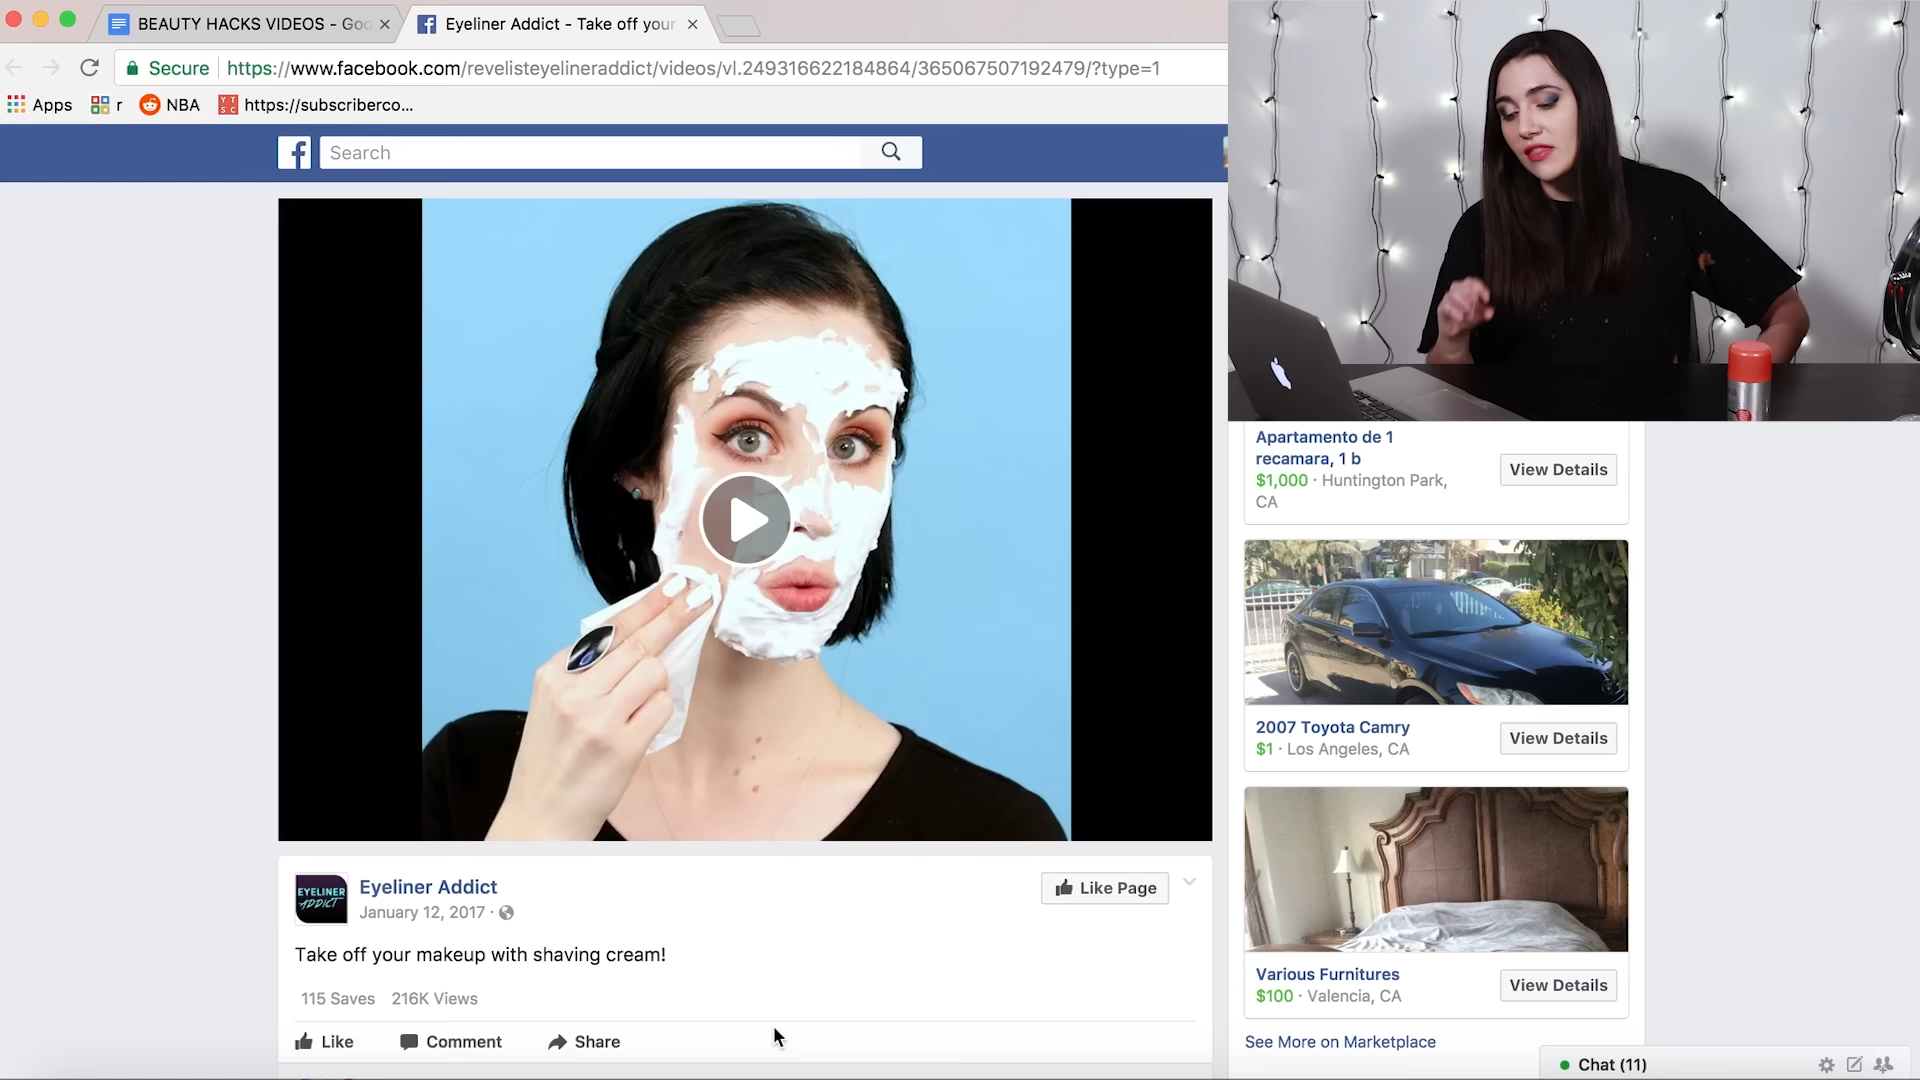 BEAUTY HACKS VIDEOS - Goo
Eyeliner Addict - Take off your
Secure
https://www.facebook.com/revelisteyelineraddict/videos/vl.249316622184864/365067507192479/?type=1
Apps
r
NBA
https://subscriberco...
Search
EYELINER
ADDICT
Eyeliner Addict
January 12, 2017 ·
Like Page
Take off your makeup with shaving cream!
115 Saves 216K Views
Like Comment Share
Apartamento de 1
recamara, 1 b
$1,000 · Huntington Park,
CA
View Details
2007 Toyota Camry
$1 · Los Angeles, CA
View Details
Various Furnitures
$100 · Valencia, CA
View Details
See More on Marketplace
Chat (11)